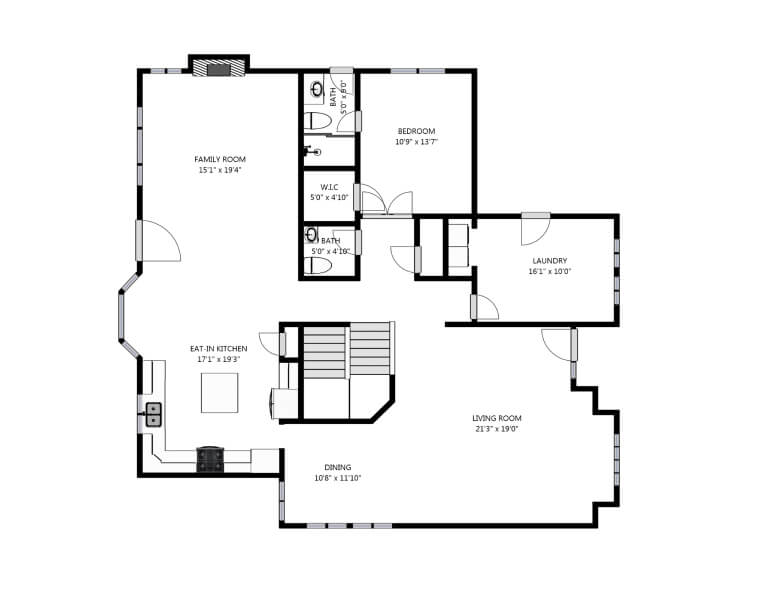 FAMILY ROOM
15'1" x 19'4"
BATH
5'0" x 9'0"
BEDROOM
10'9" x 13'7"
W.I.C
5'0" x 4'10"
BATH
5'0" x 4'10"
LAUNDRY
16'1" x 10'0"
EAT-IN KITCHEN
17'1" x 19'3"
LIVING ROOM
21'3" x 19'0"
DINING
10'8" x 11'10"